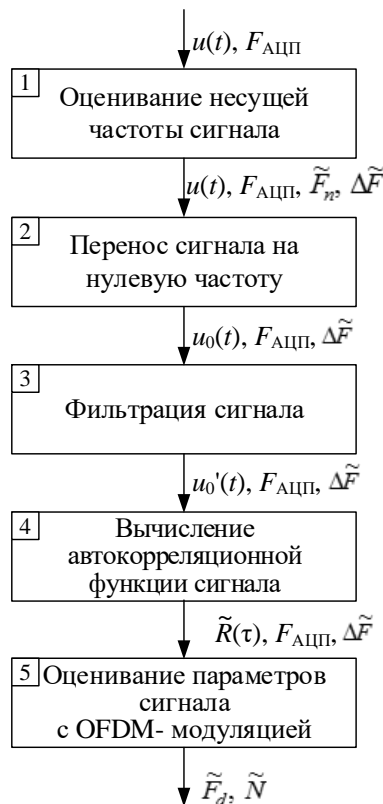 u(t), F_АЦП
1
Оценивание несущей
частоты сигнала
u(t), F_АЦП, F̃_n, ΔF̃
2
Перенос сигнала на
нулевую частоту
u_0(t), F_АЦП, ΔF̃
3
Фильтрация сигнала
u_0'(t), F_АЦП, ΔF̃
4
Вычисление
автокорреляционной
функции сигнала
R̃(τ), F_АЦП, ΔF̃
5
Оценивание параметров
сигнала
с OFDM- модуляцией
F̃_d, Ñ